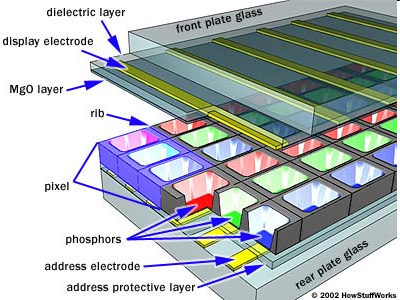 dielectric layer
front plate glass
display electrode
MgO layer
rib
pixel
phosphors
address electrode
address protective layer
rear plate glass
© 2002 HowStuffWorks